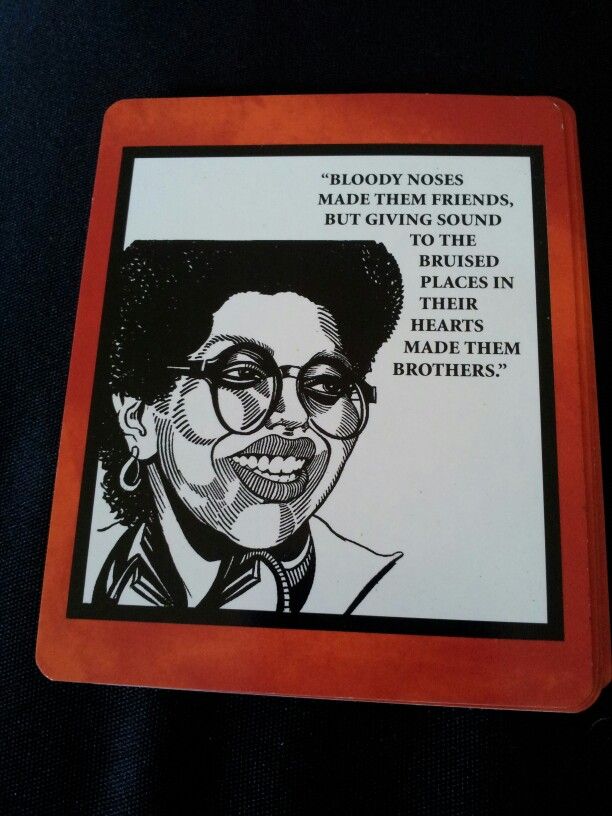 “BLOODY NOSES
MADE THEM FRIENDS,
BUT GIVING SOUND
TO THE
BRUISED
PLACES IN
THEIR
HEARTS
MADE THEM
BROTHERS.”